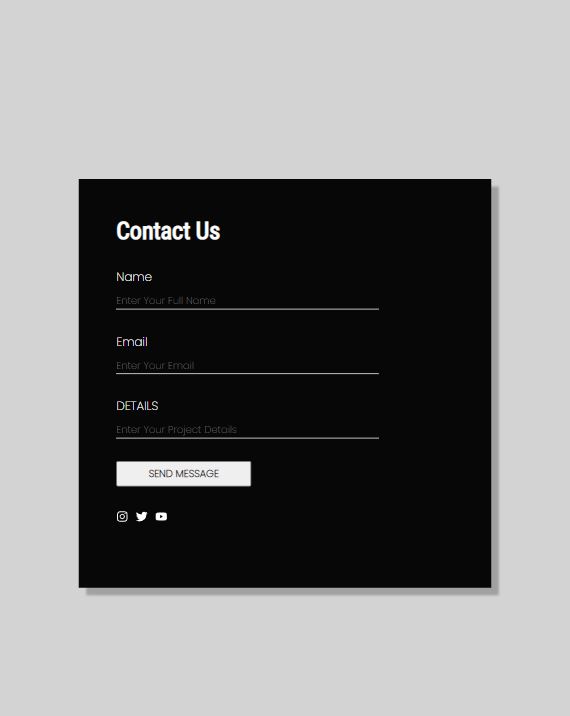 Contact Us
Name
Enter Your Full Name
Email
Enter Your Email
DETAILS
Enter Your Project Details
SEND MESSAGE